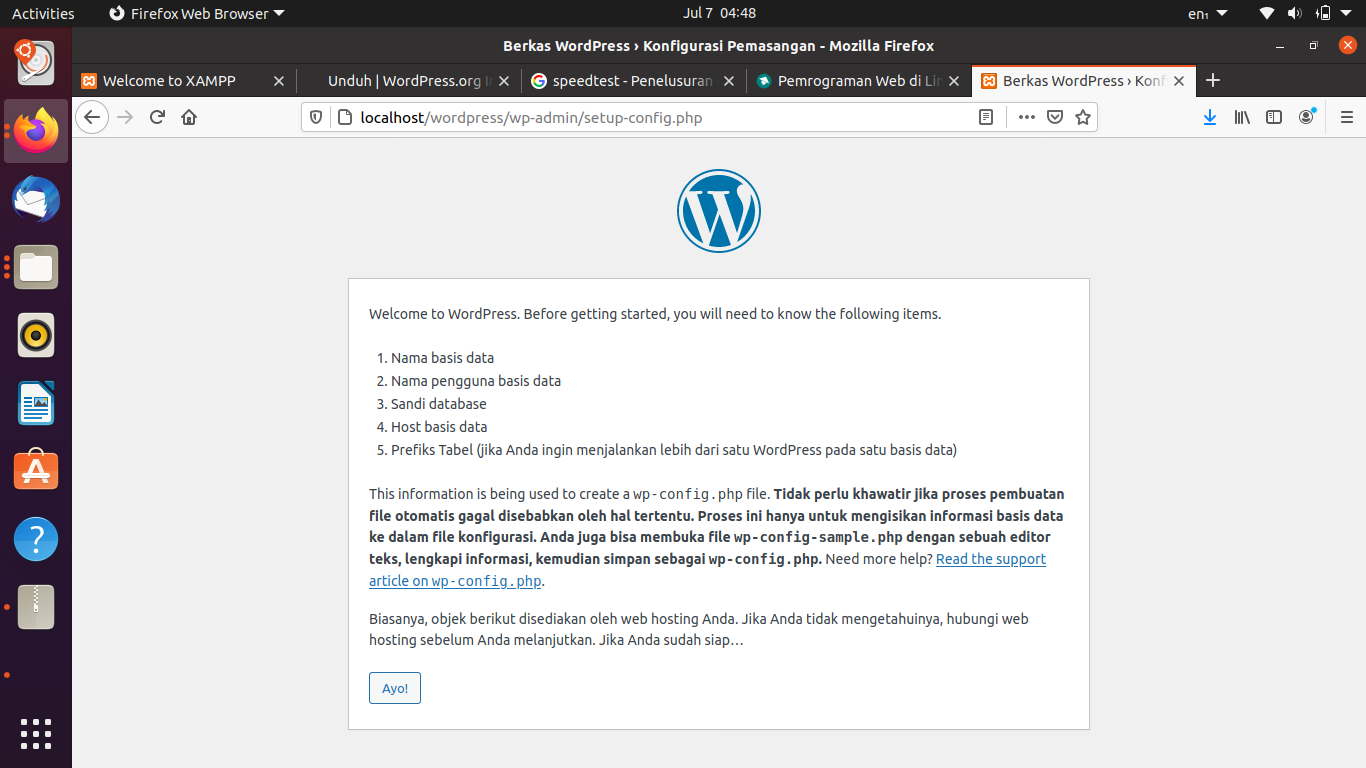 Activities
Firefox Web Browser
Jul 7 04:48
en₁
Berkas WordPress › Konfigurasi Pemasangan - Mozilla Firefox
Welcome to XAMPP
Unduh | WordPress.org
speedtest - Penelusuran
Pemrograman Web di
Berkas WordPress ›
localhost/wordpress/wp-admin/setup-config.php
Welcome to WordPress. Before getting started, you will need to know the following items.
1. Nama basis data
2. Nama pengguna basis data
3. Sandi database
4. Host basis data
5. Prefiks Tabel (jika Anda ingin menjalankan lebih dari satu WordPress pada satu basis data)
This information is being used to create a wp-config.php file. Tidak perlu khawatir jika proses pembuatan
file otomatis gagal disebabkan oleh hal tertentu. Proses ini hanya untuk mengisikan informasi basis data
ke dalam file konfigurasi. Anda juga bisa membuka file wp-config-sample.php dengan sebuah editor
teks, lengkapi informasi, kemudian simpan sebagai wp-config.php. Need more help? Read the support
article on wp-config.php.
Biasanya, objek berikut disediakan oleh web hosting Anda. Jika Anda tidak mengetahuinya, hubungi web
hosting sebelum Anda melanjutkan. Jika Anda sudah siap…
Ayo!